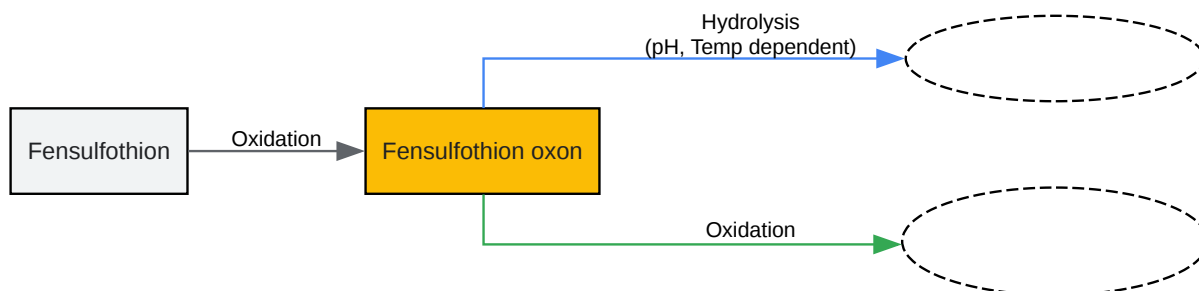 Hydrolysis
(pH, Temp dependent)
Fensulfothion
Oxidation
Fensulfothion oxon
Oxidation